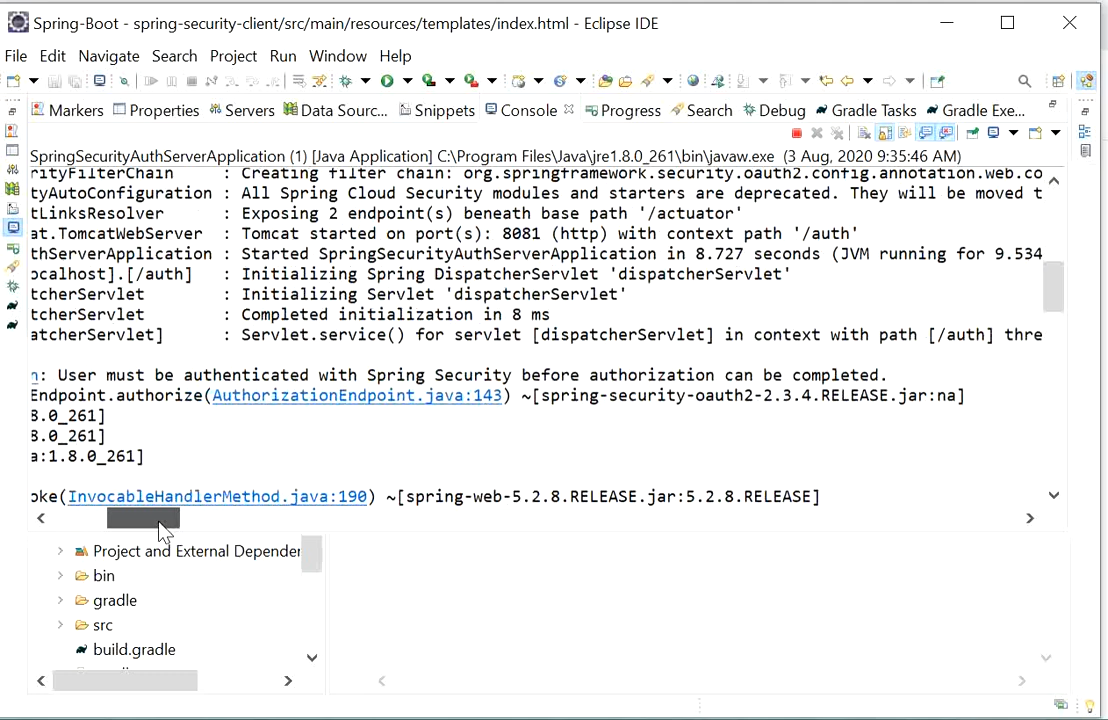 Spring-Boot - spring-security-client/src/main/resources/templates/index.html - Eclipse IDE
File Edit Navigate Search Project Run Window Help
Markers Properties Servers Data Sourc... Snippets Console Progress Search Debug Gradle Tasks Gradle Exe...
SpringSecurityAuthServerApplication (1) [Java Application] C:\Program Files\Java\jre1.8.0_261\bin\javaw.exe (3 Aug, 2020 9:35:46 AM)
rityFilterChain : Creating filter chain: org.springframework.security.oauth2.config.annotation.web.co
tyAutoConfiguration : All Spring Cloud Security modules and starters are deprecated. They will be moved t
tLinksResolver : Exposing 2 endpoint(s) beneath base path '/actuator'
at.TomcatWebServer : Tomcat started on port(s): 8081 (http) with context path '/auth'
thServerApplication : Started SpringSecurityAuthServerApplication in 8.727 seconds (JVM running for 9.534
ocalhost].[/auth] : Initializing Spring DispatcherServlet 'dispatcherServlet'
tcherServlet : Initializing Servlet 'dispatcherServlet'
tcherServlet : Completed initialization in 8 ms
atcherServlet] : Servlet.service() for servlet [dispatcherServlet] in context with path [/auth] thre
n: User must be authenticated with Spring Security before authorization can be completed.
Endpoint.authorize(AuthorizationEndpoint.java:143) ~[spring-security-oauth2-2.3.4.RELEASE.jar:na]
8.0_261]
8.0_261]
a:1.8.0_261]
oke(InvocableHandlerMethod.java:190) ~[spring-web-5.2.8.RELEASE.jar:5.2.8.RELEASE]
Project and External Depender
bin
gradle
src
build.gradle